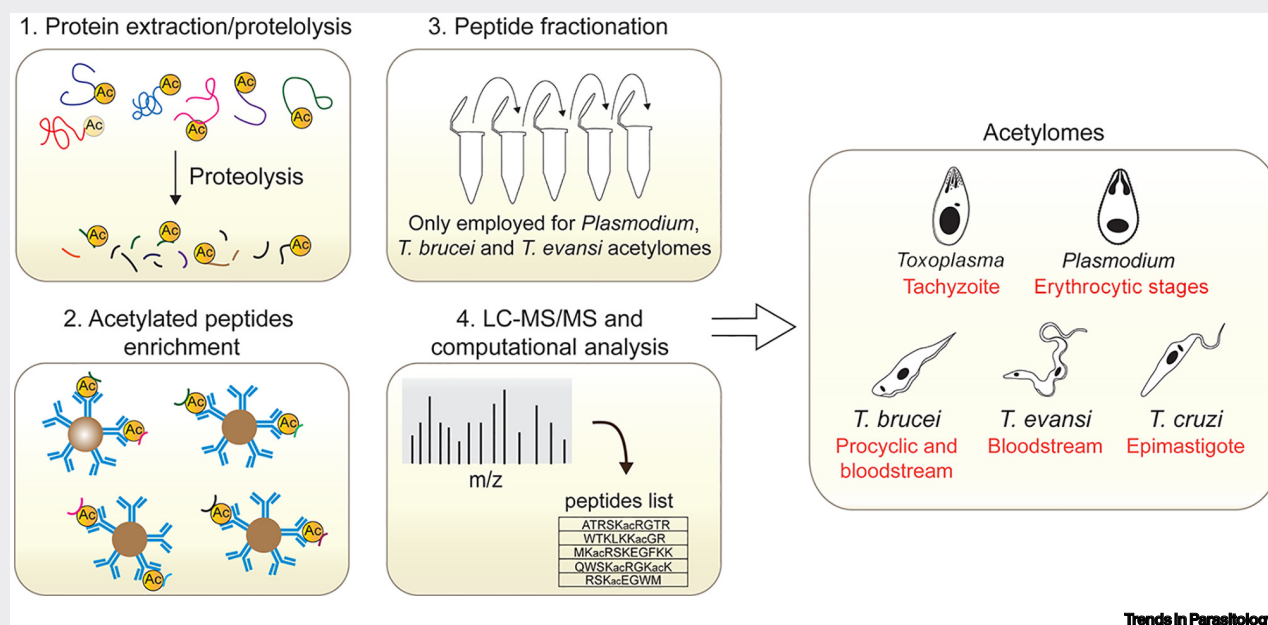 1. Protein extraction/protelolysis
Ac
Ac
Ac
Ac
Ac
Ac
Proteolysis
Ac
Ac
Ac
Ac
2. Acetylated peptides
enrichment
Ac
Ac
Ac
Ac
Ac
Ac
Ac
Ac
3. Peptide fractionation
Only employed for Plasmodium,
T. brucei and T. evansi acetylomes
4. LC-MS/MS and
computational analysis
m/z
peptides list
ATRSKacRGTR
WTKLKKacGR
MKacRSKEGFKK
QWSKacRGKacK
RSKacEGWM
Acetylomes
Toxoplasma
Tachyzoite
Plasmodium
Erythrocytic stages
T. brucei
Procyclic and
bloodstream
T. evansi
Bloodstream
T. cruzi
Epimastigote
Trends in Parasitology